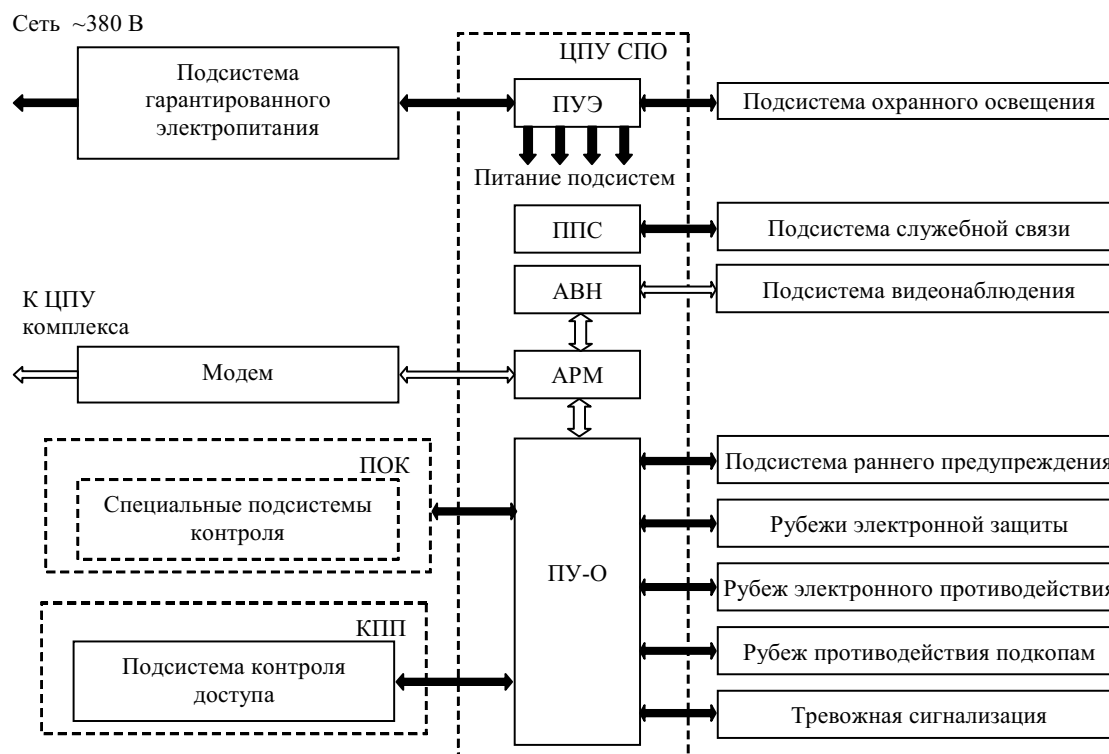 Сеть ~380 В
ЦПУ СПО
Подсистема
гарантированного
электропитания
ПУЭ
Подсистема охранного освещения
Питание подсистем
ППС
Подсистема служебной связи
АВН
Подсистема видеонаблюдения
К ЦПУ
комплекса
Модем
АРМ
ПОК
Специальные подсистемы
контроля
ПУ-О
Подсистема раннего предупреждения
Рубежи электронной защиты
Рубеж электронного противодействия
Рубеж противодействия подкопам
Тревожная сигнализация
КПП
Подсистема контроля
доступа